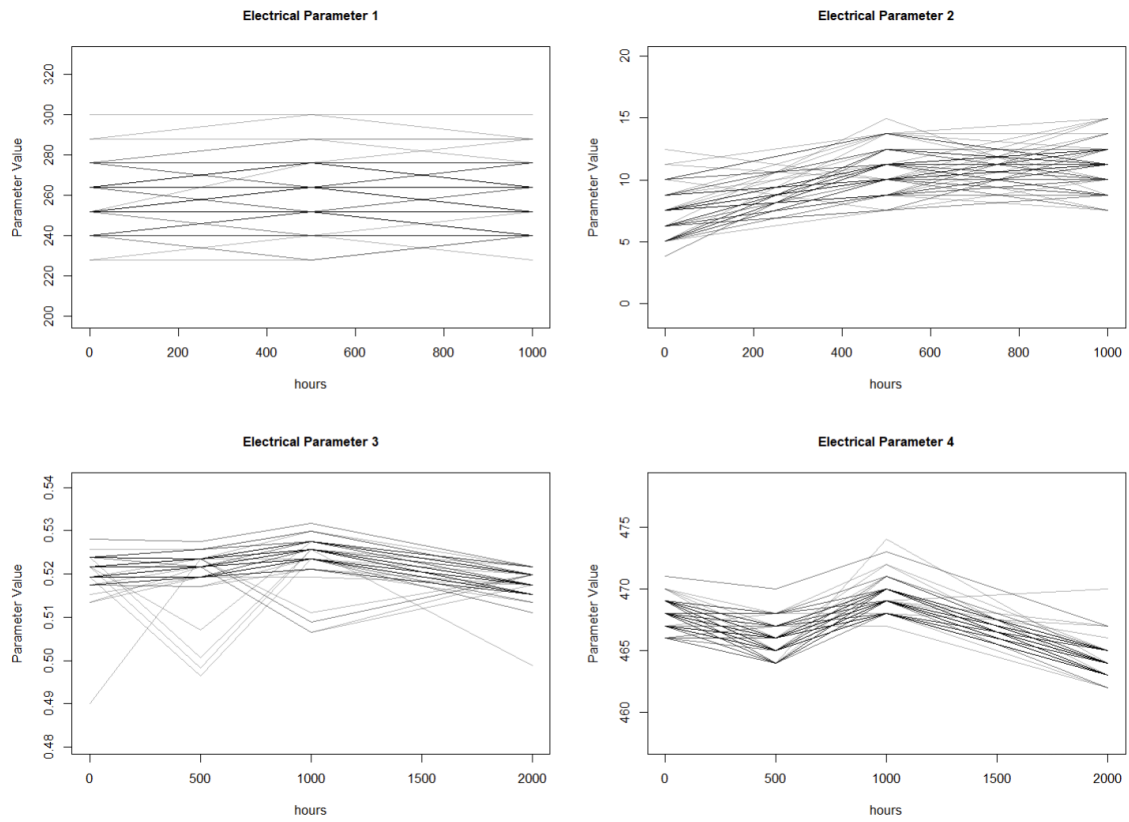 Electrical Parameter 1
Parameter Value
320
300
280
260
240
220
200
0 200 400 600 800 1000
hours
Electrical Parameter 2
Parameter Value
20
15
10
5
0
0 200 400 600 800 1000
hours
Electrical Parameter 3
Parameter Value
0.54
0.53
0.52
0.51
0.50
0.49
0.48
0 500 1000 1500 2000
hours
Electrical Parameter 4
Parameter Value
475
470
465
460
0 500 1000 1500 2000
hours